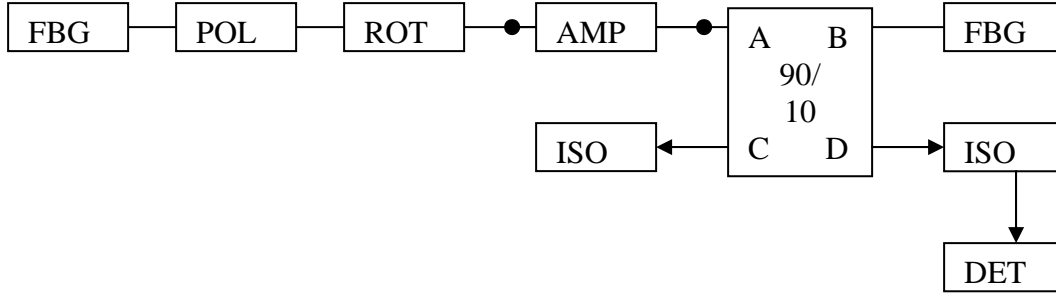 FBG POL ROT AMP A B FBG
90/
10
ISO C D ISO
DET